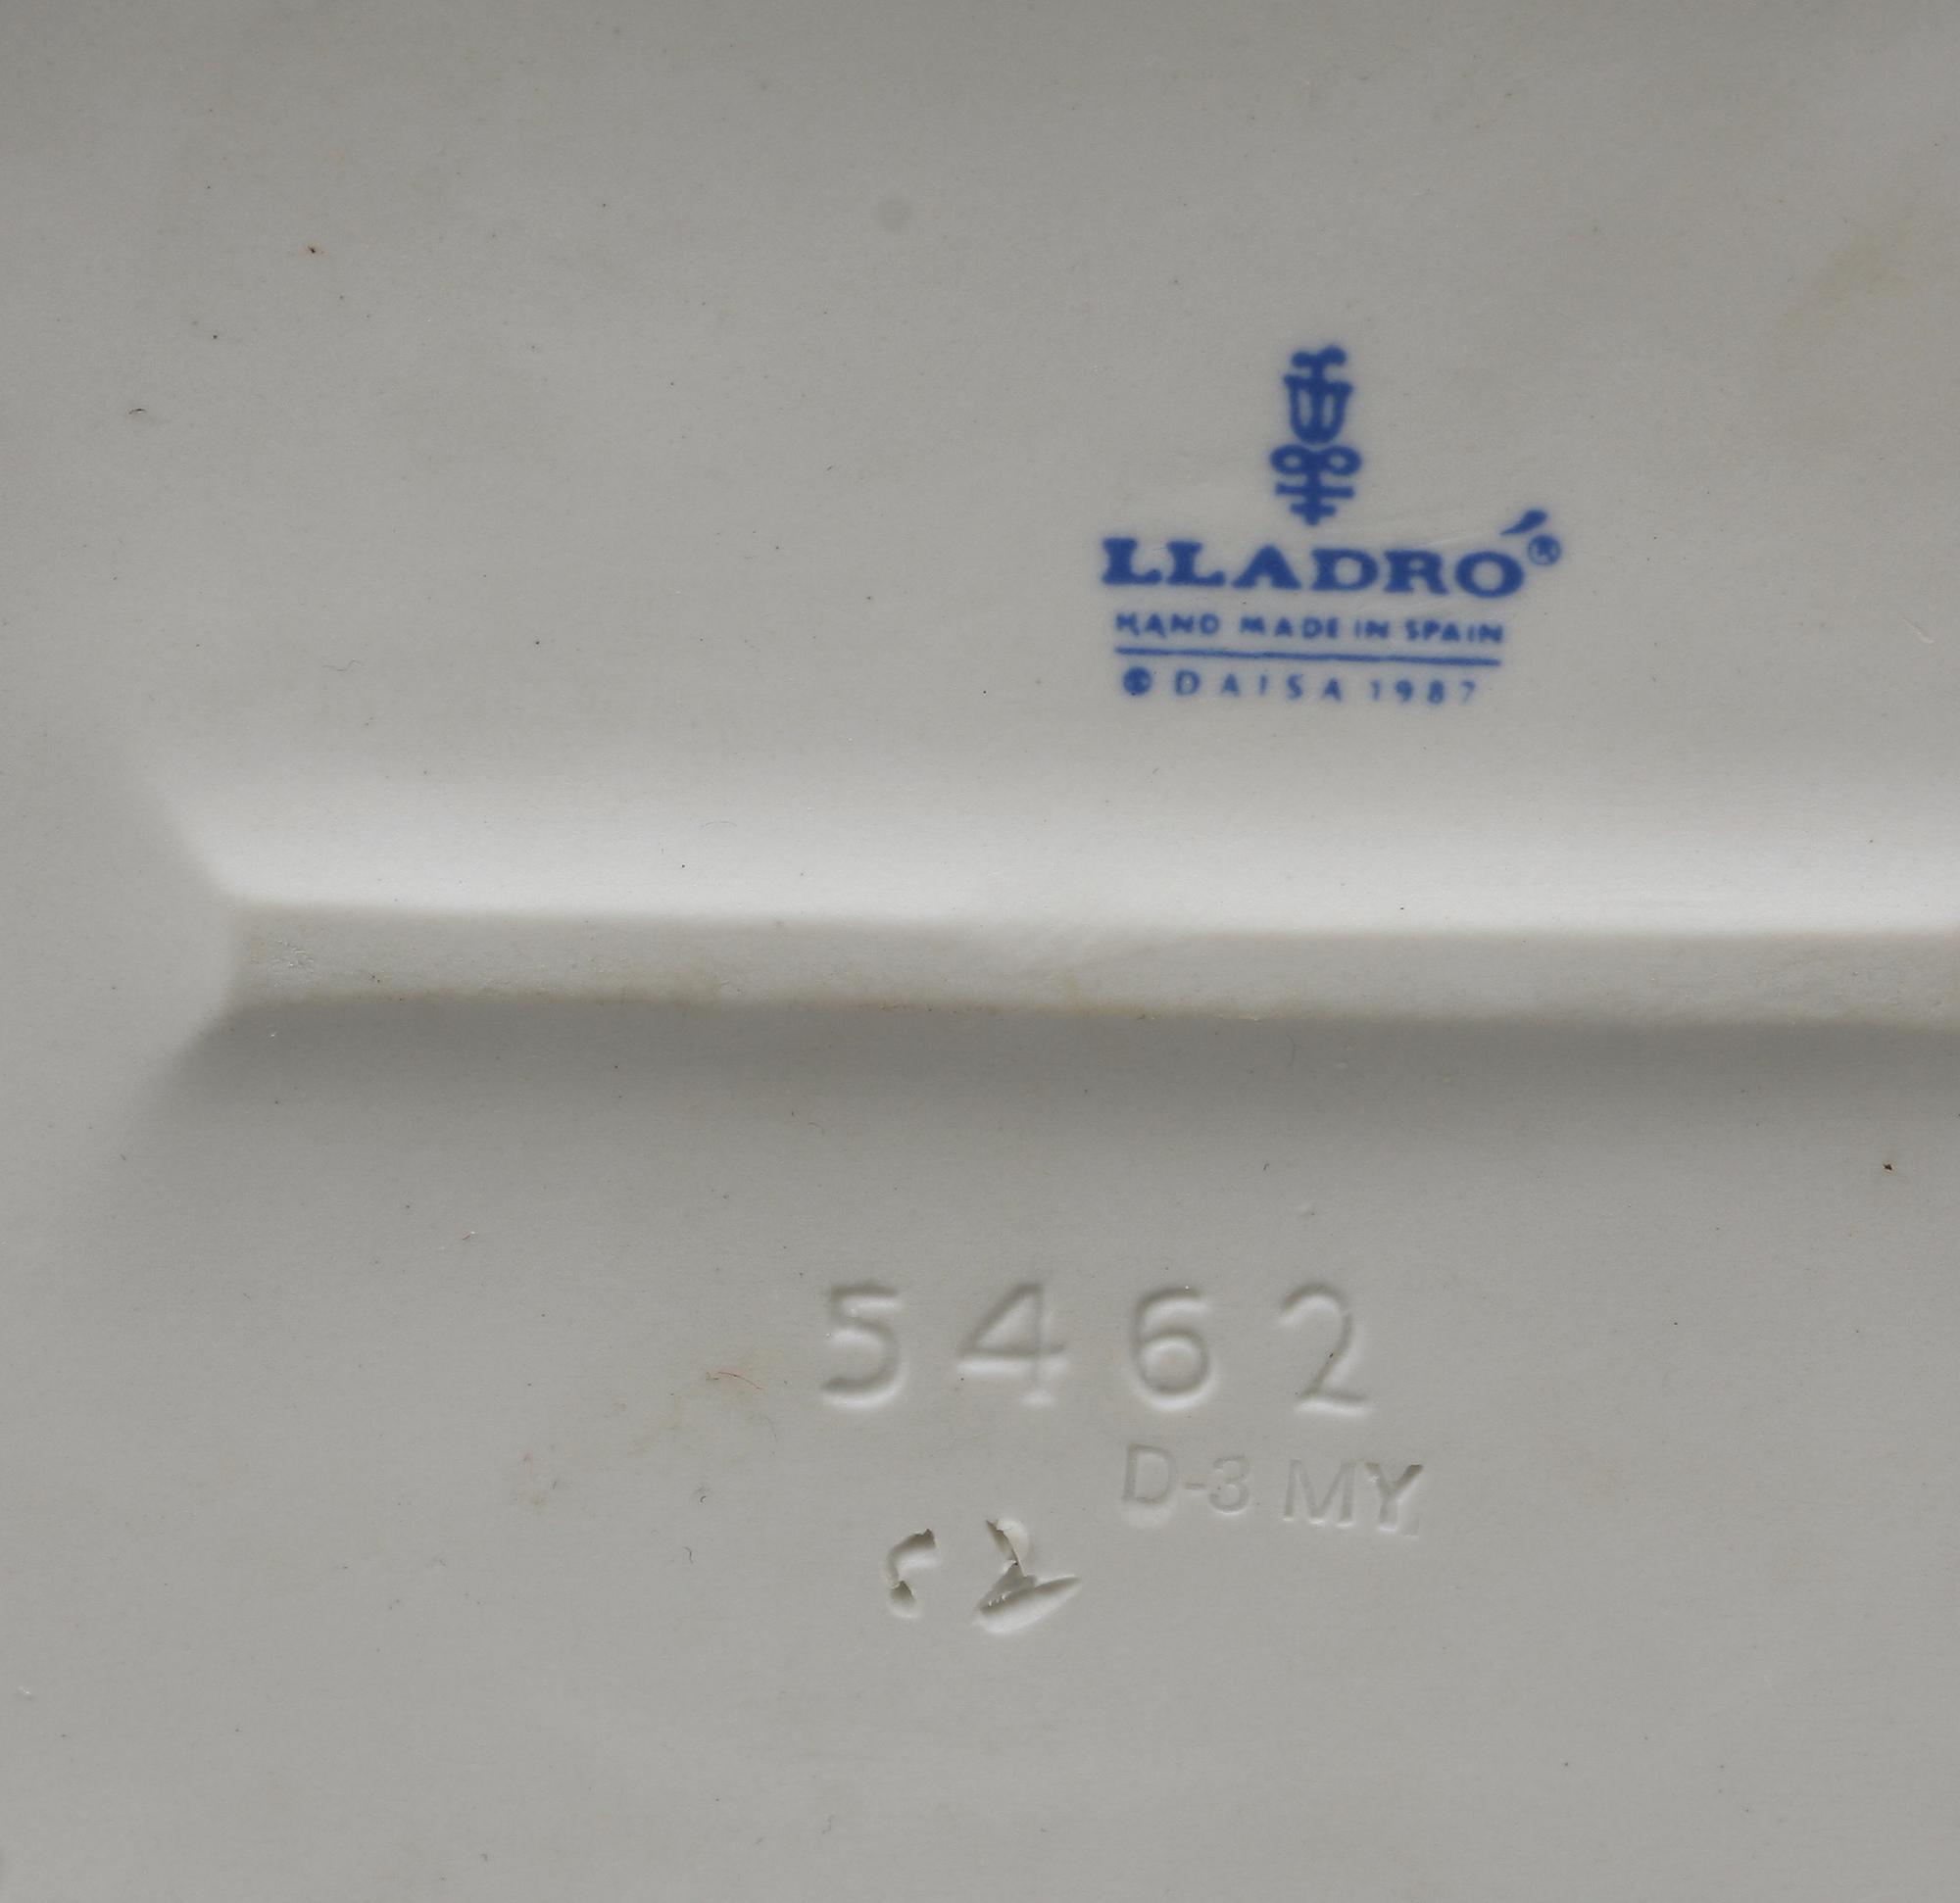 LLADRÓ®
HAND MADE IN SPAIN
© DAISA 1987
5462
D-3 MY.